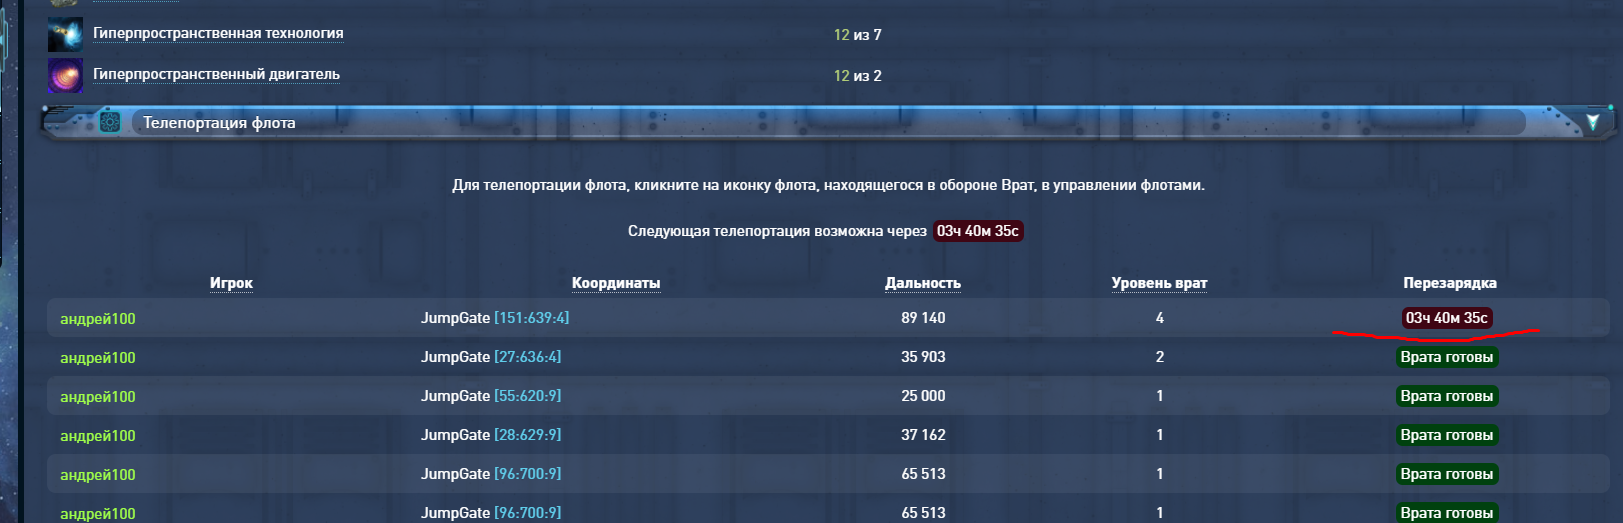 Гиперпространственная технология 12 из 7
Гиперпространственный двигатель 12 из 2
Телепортация флота
Для телепортации флота, кликните на иконку флота, находящегося в обороне Врат, в управлении флотами.
Следующая телепортация возможна через 03ч 40м 35с
Игрок Координаты Дальность Уровень врат Перезарядка
андрей100 JumpGate [151:639:4] 89 140 4 03ч 40м 35с
андрей100 JumpGate [27:636:4] 35 903 2 Врата готовы
андрей100 JumpGate [55:620:9] 25 000 1 Врата готовы
андрей100 JumpGate [28:629:9] 37 162 1 Врата готовы
андрей100 JumpGate [96:700:9] 65 513 1 Врата готовы
андрей100 JumpGate [96:700:9] 65 513 1 Врата готовы